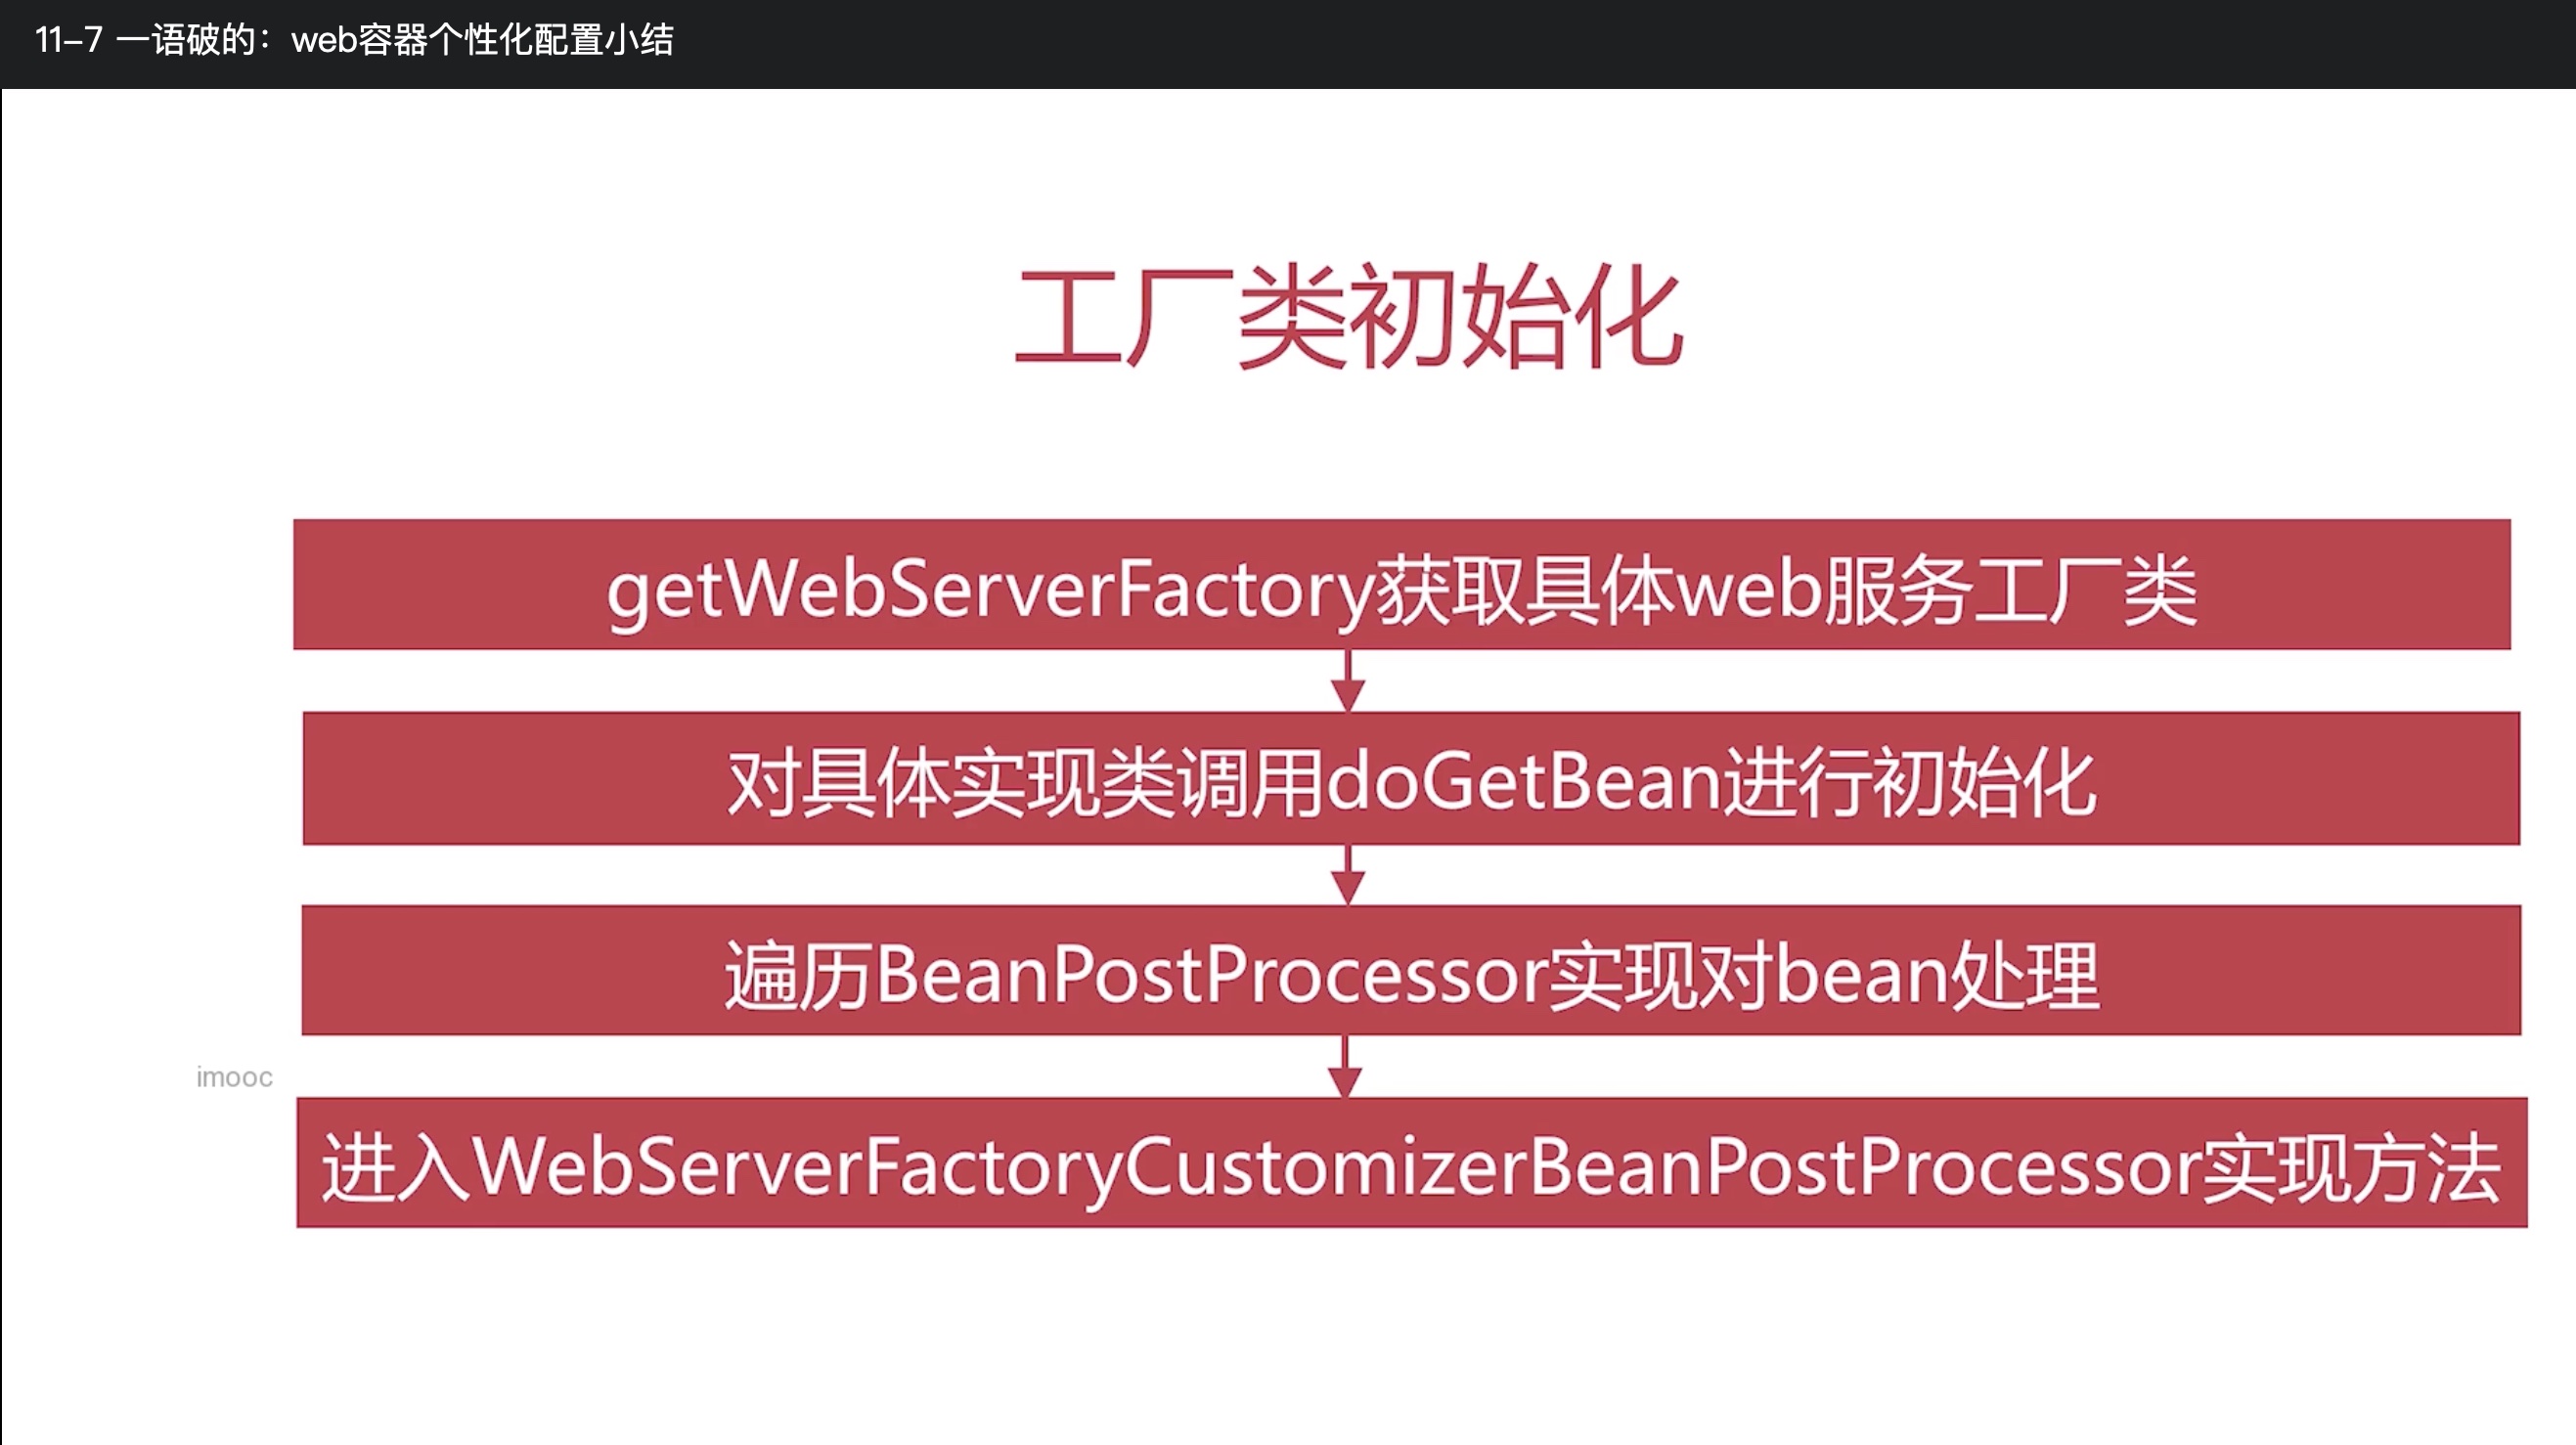 11–7 一语破的：web容器个性化配置小结
工厂类初始化
getWebServerFactory获取具体web服务工厂类
对具体实现类调用doGetBean进行初始化
遍历BeanPostProcessor实现对bean处理
imooc
进入WebServerFactoryCustomizerBeanPostProcessor实现方法